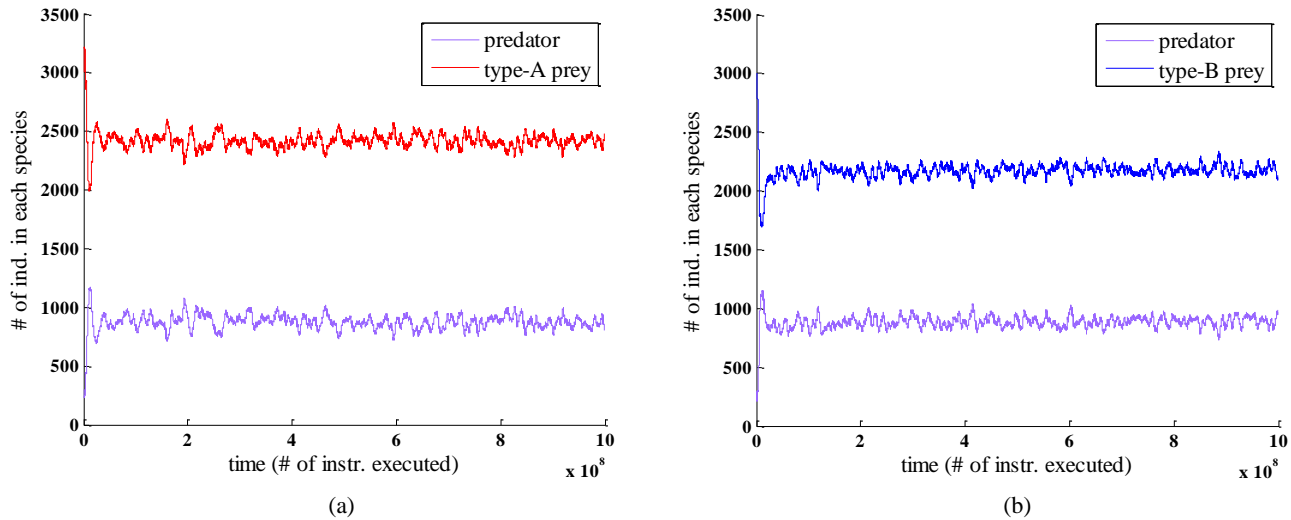 3500
3000
2500
2000
1500
1000
500
0
# of ind. in each species
predator
type-A prey
0 2 4 6 8 10
x 10^8
time (# of instr. executed)
(a)
3500
3000
2500
2000
1500
1000
500
0
# of ind. in each species
predator
type-B prey
0 2 4 6 8 10
x 10^8
time (# of instr. executed)
(b)